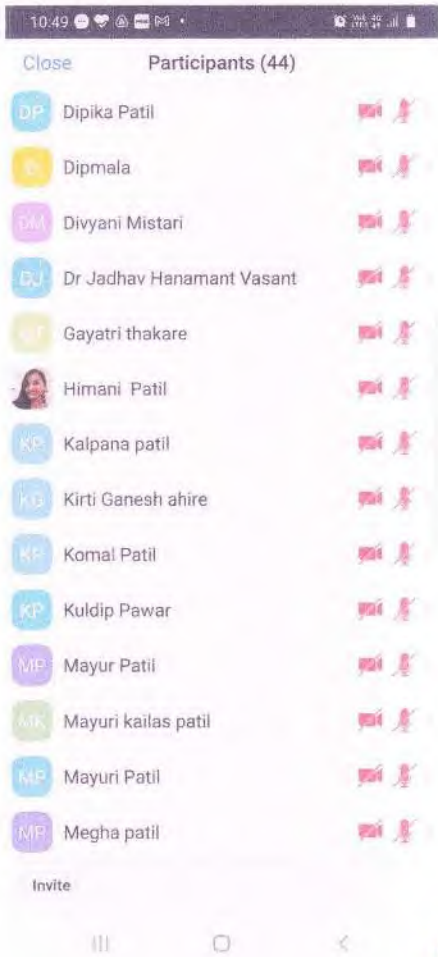 10:49
Close Participants (44)
DP Dipika Patil
D Dipmala
DM Divyani Mistari
DJ Dr Jadhav Hanamant Vasant
GT Gayatri thakare
Himani Patil
KP Kalpana patil
KG Kirti Ganesh ahire
KP Komal Patil
KP Kuldip Pawar
MP Mayur Patil
MK Mayuri kailas patil
MP Mayuri Patil
MP Megha patil
Invite